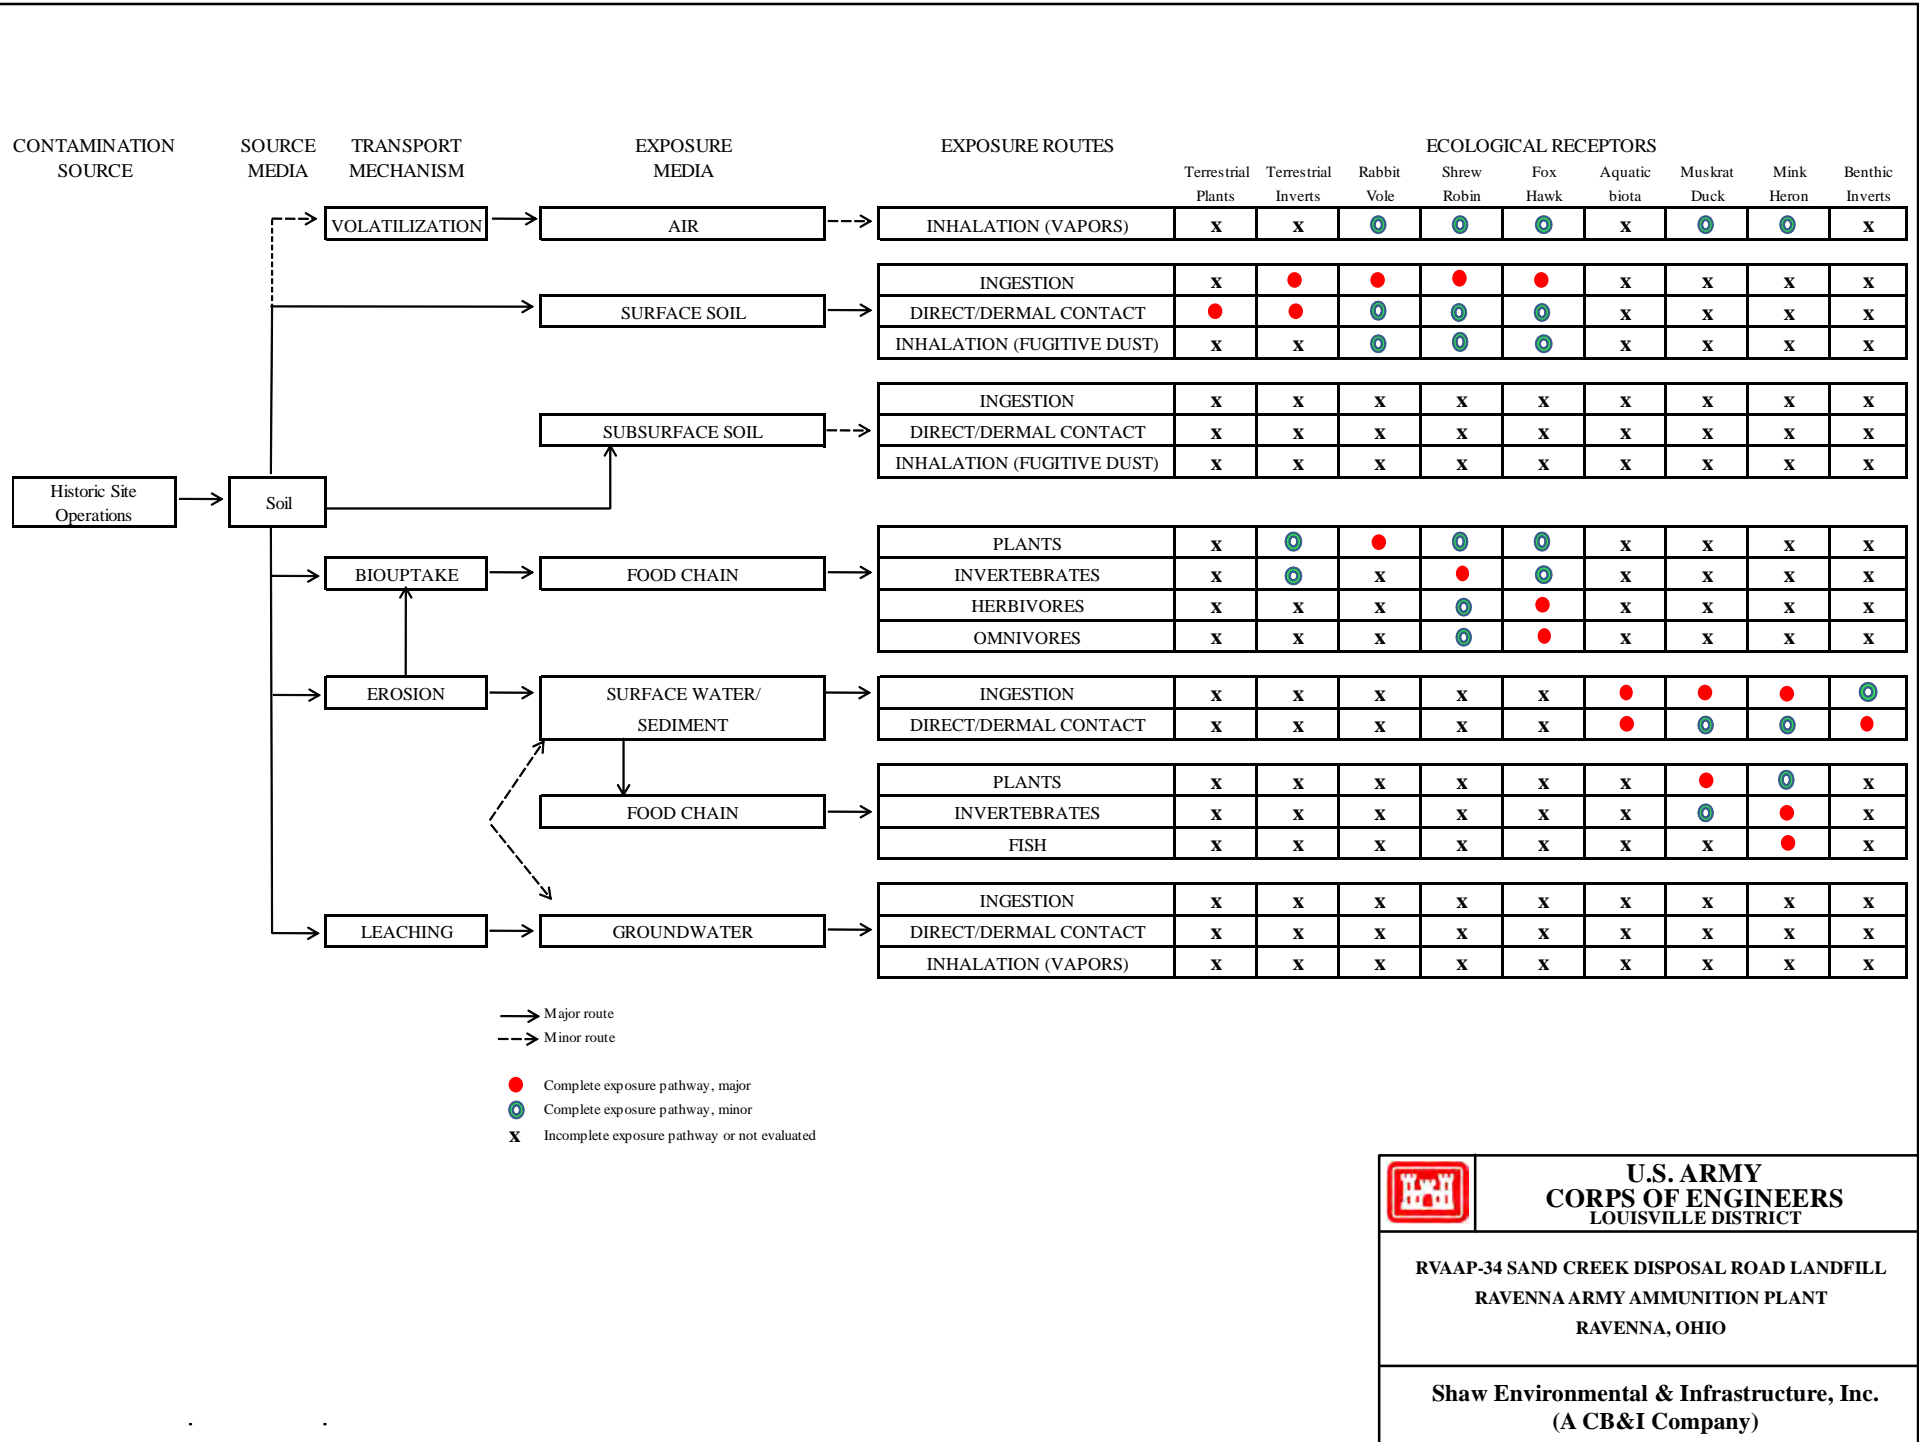 CONTAMINATION SOURCE
SOURCE MEDIA
TRANSPORT MECHANISM
EXPOSURE MEDIA
EXPOSURE ROUTES
ECOLOGICAL RECEPTORS
Terrestrial Plants
Terrestrial Inverts
Rabbit Vole
Shrew Robin
Fox Hawk
Aquatic biota
Muskrat Duck
Mink Heron
Benthic Inverts
VOLATILIZATION
AIR
INHALATION (VAPORS) x x x x
INGESTION x x x x x
SURFACE SOIL
DIRECT/DERMAL CONTACT x x x x
INHALATION (FUGITIVE DUST) x x x x x x
INGESTION x x x x x x x x x
SUBSURFACE SOIL
DIRECT/DERMAL CONTACT x x x x x x x x x
INHALATION (FUGITIVE DUST) x x x x x x x x x
Historic Site
Operations
Soil
PLANTS x x x x x
BIOUPTAKE
FOOD CHAIN
INVERTEBRATES x x x x x x
HERBIVORES x x x x x x x
OMNIVORES x x x x x x x
EROSION
SURFACE WATER/
SEDIMENT
INGESTION x x x x x
DIRECT/DERMAL CONTACT x x x x x
PLANTS x x x x x x x
FOOD CHAIN
INVERTEBRATES x x x x x x x
FISH x x x x x x x x
INGESTION x x x x x x x x x
LEACHING
GROUNDWATER
DIRECT/DERMAL CONTACT x x x x x x x x x
INHALATION (VAPORS) x x x x x x x x x
Major route
Minor route
Complete exposure pathway, major
Complete exposure pathway, minor
x Incomplete exposure pathway or not evaluated
U.S. ARMY
CORPS OF ENGINEERS
LOUISVILLE DISTRICT
RVAAP-34 SAND CREEK DISPOSAL ROAD LANDFILL
RAVENNA ARMY AMMUNITION PLANT
RAVENNA, OHIO
Shaw Environmental & Infrastructure, Inc.
(A CB&I Company)